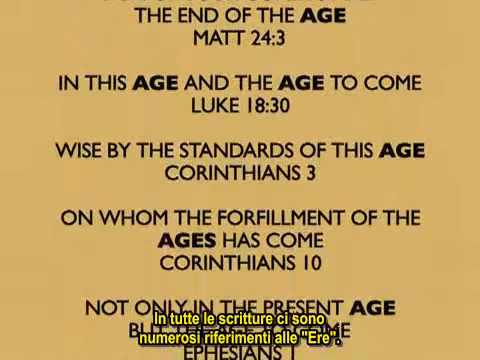 THE END OF THE AGE
MATT 24:3
IN THIS AGE AND THE AGE TO COME
LUKE 18:30
WISE BY THE STANDARDS OF THIS AGE
CORINTHIANS 3
ON WHOM THE FORFILLMENT OF THE
AGES HAS COME
CORINTHIANS 10
NOT ONLY IN THE PRESENT AGE
In tutte le scritture ci sono
numerosi riferimenti alle "Ere".
EPHESIANS 1